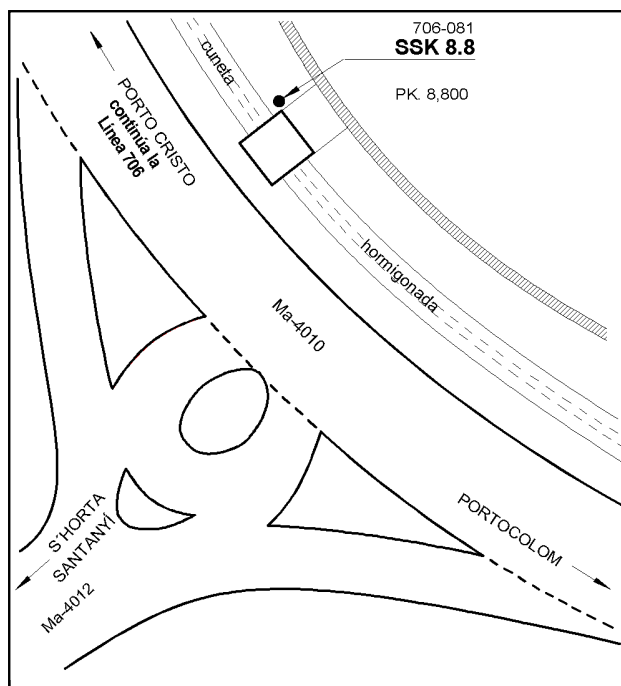 706-081
SSK 8.8
PK. 8,800
cuneta
PORTO CRISTO
continúa la
Línea 706
hormigonada
Ma-4010
PORTOCOLOM
S´HORTA
SANTANYÍ
Ma-4012